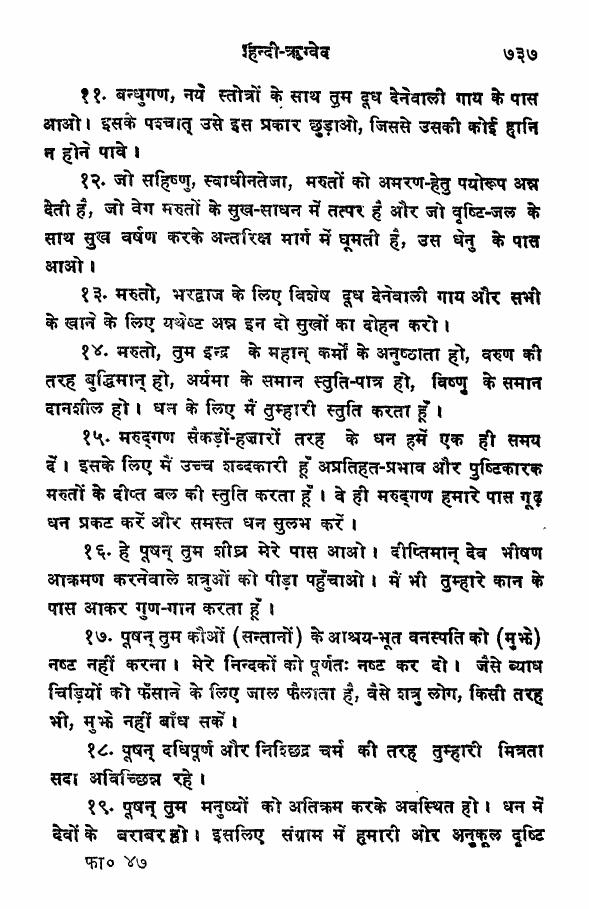 हिन्दी-ऋग्वेद ७३७
११. बन्धुगण, नये स्तोत्रों के साथ तुम दूध देनेवाली गाय के पास
आओ। इसके पश्चात् उसे इस प्रकार छुड़ाओ, जिससे उसकी कोई हानि
न होने पावे।
१२. जो सहिष्णु, स्वाधीनतेजा, मरुतों को अमरण-हेतु पयोरूप अन्न
देती है, जो वेग मरुतों के सुख-साधन में तत्पर है और जो वृष्टि-जल के
साथ सुख वर्षण करके अन्तरिक्ष मार्ग में घूमती है, उस धेनु के पास
आओ।
१३. मरुतो, भरद्वाज के लिए विशेष दूध देनेवाली गाय और सभी
के खाने के लिए यथेष्ट अन्न इन दो सुखों का दोहन करो।
१४. मरुतो, तुम इन्द्र के महान् कर्मों के अनुष्ठाता हो, वरुण की
तरह बुद्धिमान् हो, अर्यमा के समान स्तुति-पात्र हो, विष्णु के समान
दानशील हो। धन के लिए मैं तुम्हारी स्तुति करता हूँ।
१५. मरुद्गण सैकड़ों-हजारों तरह के धन हमें एक ही समय
दें। इसके लिए मैं उच्च शब्दकारी हूँ अप्रतिहत-प्रभाव और पुष्टिकारक
मरुतों के दीप्त बल की स्तुति करता हूँ। वे ही मरुद्गण हमारे पास गूढ़
धन प्रकट करें और समस्त धन सुलभ करें।
१६. हे पूषन् तुम शीघ्र मेरे पास आओ। दीप्तिमान् देव भीषण
आक्रमण करनेवाले शत्रुओं को पीड़ा पहुँचाओ। मैं भी तुम्हारे कान के
पास आकर गुण-गान करता हूँ।
१७. पूषन् तुम कौओं (सन्तानों) के आश्रय-भूत वनस्पति को (मुझे)
नष्ट नहीं करना। मेरे निन्दकों को पूर्णतः नष्ट कर दो। जैसे व्याध
चिड़ियों को फँसाने के लिए जाल फैलाता है, वैसे शत्रु लोग, किसी तरह
भी, मुझे नहीं बाँध सकें।
१८. पूषन् दधिपूर्ण और निश्छिद्र चर्म की तरह तुम्हारी मित्रता
सदा अविच्छिन्न रहे।
१९. पूषन् तुम मनुष्यों को अतिक्रम करके अवस्थित हो। धन में
देवों के बराबर हो। इसलिए संग्राम में हमारी ओर अनुकूल दृष्टि
फा० ४७